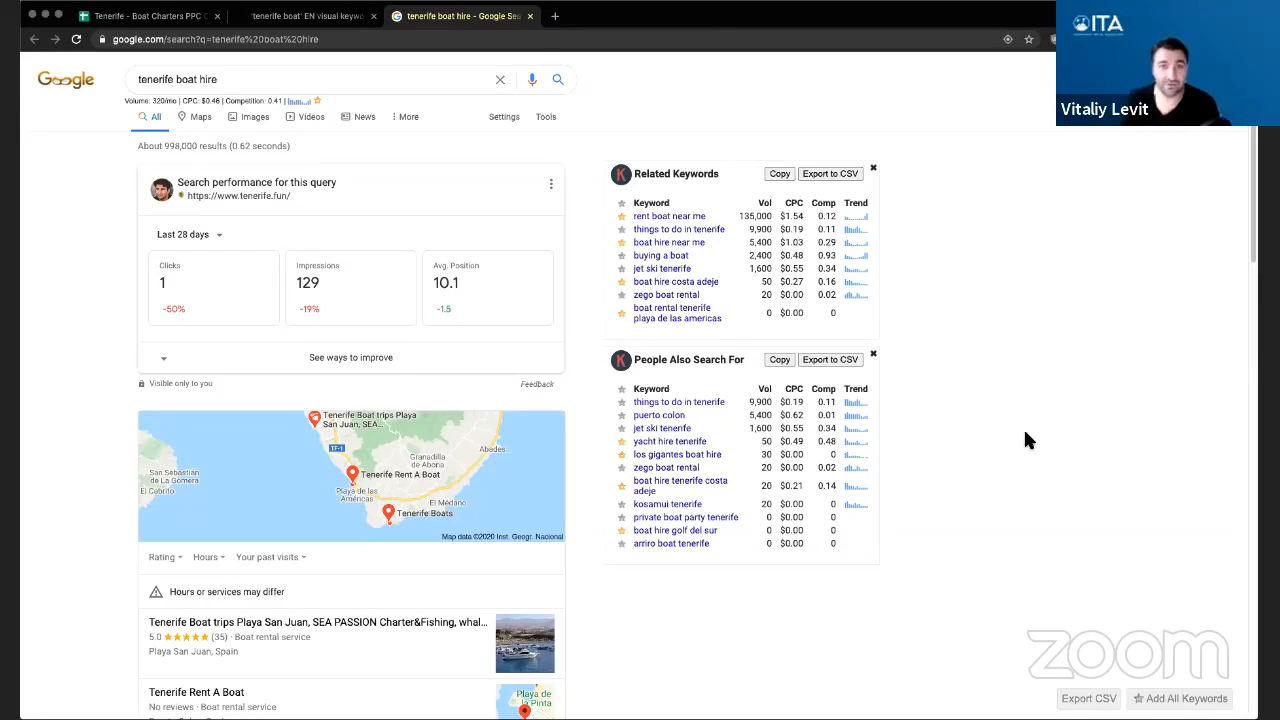 Tenerife - Boat Charters PPC C
'tenerife boat' EN visual keywo
tenerife boat hire - Google Sea
google.com/search?q=tenerife%20boat%20hire
ITA
Vitaliy Levit
Google
tenerife boat hire
Volume: 320/mo | CPC: $0.46 | Competition: 0.41 |
All
Maps
Images
Videos
News
More
Settings
Tools
About 998,000 results (0.62 seconds)
Search performance for this query
https://www.tenerife.fun/
Last 28 days
Clicks
1
-50%
Impressions
129
-19%
Avg. Position
10.1
-1.5
See ways to improve
Visible only to you
Feedback
Tenerife Boat trips Playa
San Juan, SEA...
TF-1
Granadilla
de Abona
Abades
San Sebastián
de La Gomera
El Cabrito
Tenerife Rent A Boat
Playa de las
Américas
El Médano
Tenerife Boats
Map data ©2020 Inst. Geogr. Nacional
Rating
Hours
Your past visits
Hours or services may differ
Tenerife Boat trips Playa San Juan, SEA PASSION Charter&Fishing, whal...
5.0 ★★★★★ (35) · Boat rental service
Playa San Juan, Spain
Tenerife Rent A Boat
No reviews · Boat rental service
Playa de
la Pinta
K Related Keywords Copy Export to CSV
Keyword Vol CPC Comp Trend
rent boat near me 135,000 $1.54 0.12
things to do in tenerife 9,900 $0.19 0.11
boat hire near me 5,400 $1.03 0.29
buying a boat 2,400 $0.48 0.93
jet ski tenerife 1,600 $0.55 0.34
boat hire costa adeje 50 $0.27 0.16
zego boat rental 20 $0.00 0.02
boat rental tenerife
playa de las americas 0 $0.00 0
K People Also Search For Copy Export to CSV
Keyword Vol CPC Comp Trend
things to do in tenerife 9,900 $0.19 0.11
puerto colon 5,400 $0.62 0.01
jet ski tenerife 1,600 $0.55 0.34
yacht hire tenerife 50 $0.49 0.48
los gigantes boat hire 30 $0.00 0
zego boat rental 20 $0.00 0.02
boat hire tenerife costa
adeje 20 $0.21 0.14
kosamui tenerife 20 $0.00 0
private boat party tenerife 0 $0.00 0
boat hire golf del sur 0 $0.00 0
arriro boat tenerife 0 $0.00 0
zoom
Export CSV
Add All Keywords